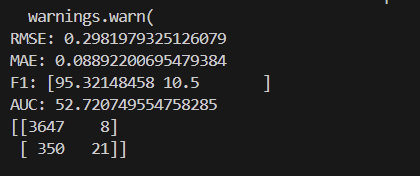 warnings.warn(
RMSE: 0.2981979325126079
MAE: 0.08892200695479384
F1: [95.32148458 10.5       ]
AUC: 52.720749554758285
[[3647    8]
 [ 350   21]]